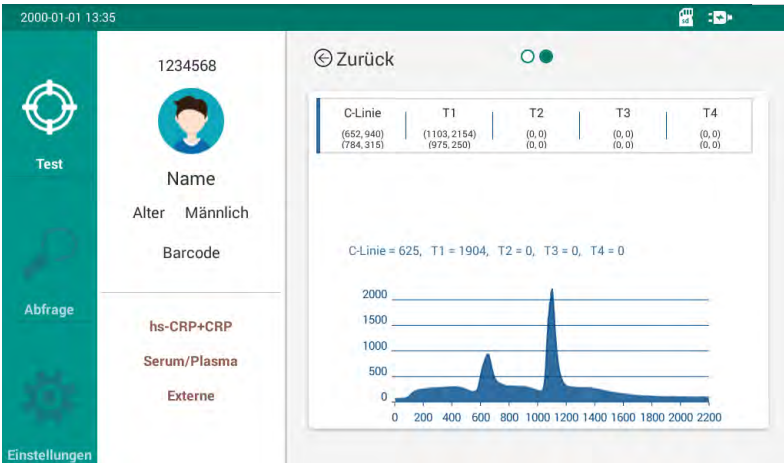 2000-01-01 13:35
sd
Test
Abfrage
Einstellungen
1234568
Name
Alter Männlich
Barcode
hs-CRP+CRP
Serum/Plasma
Externe
Zurück
C-Linie T1 T2 T3 T4
(652, 940) (1103, 2154) (0, 0) (0, 0) (0, 0)
(784, 315) (975, 250) (0, 0) (0, 0) (0, 0)
C-Linie = 625, T1 = 1904, T2 = 0, T3 = 0, T4 = 0
2000
1500
1000
500
0
0 200 400 600 800 1000 1200 1400 1600 1800 2000 2200